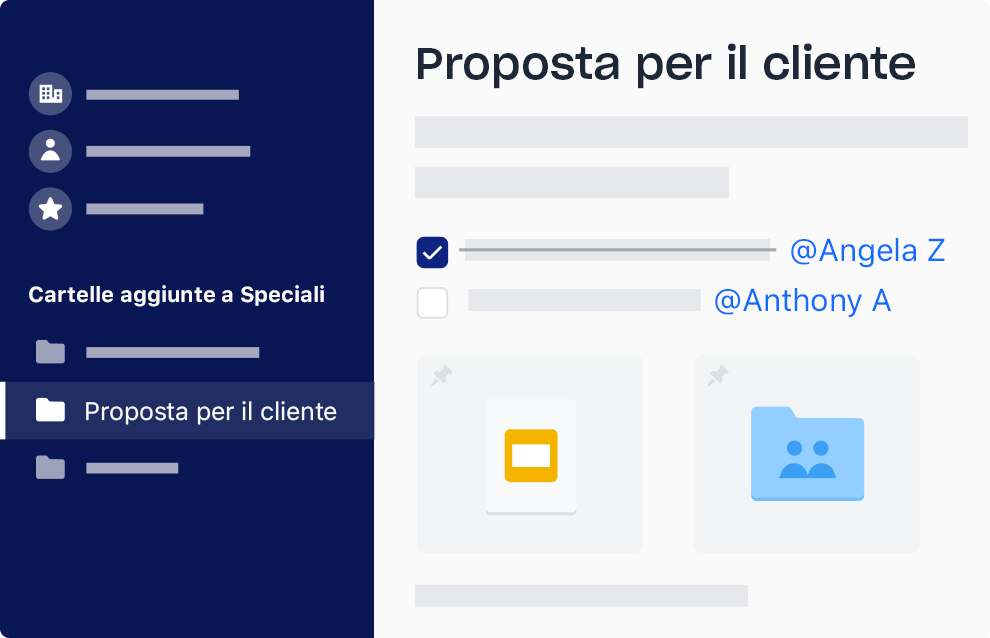 Cartelle aggiunte a Speciali
Proposta per il cliente
Proposta per il cliente
@Angela Z
@Anthony A